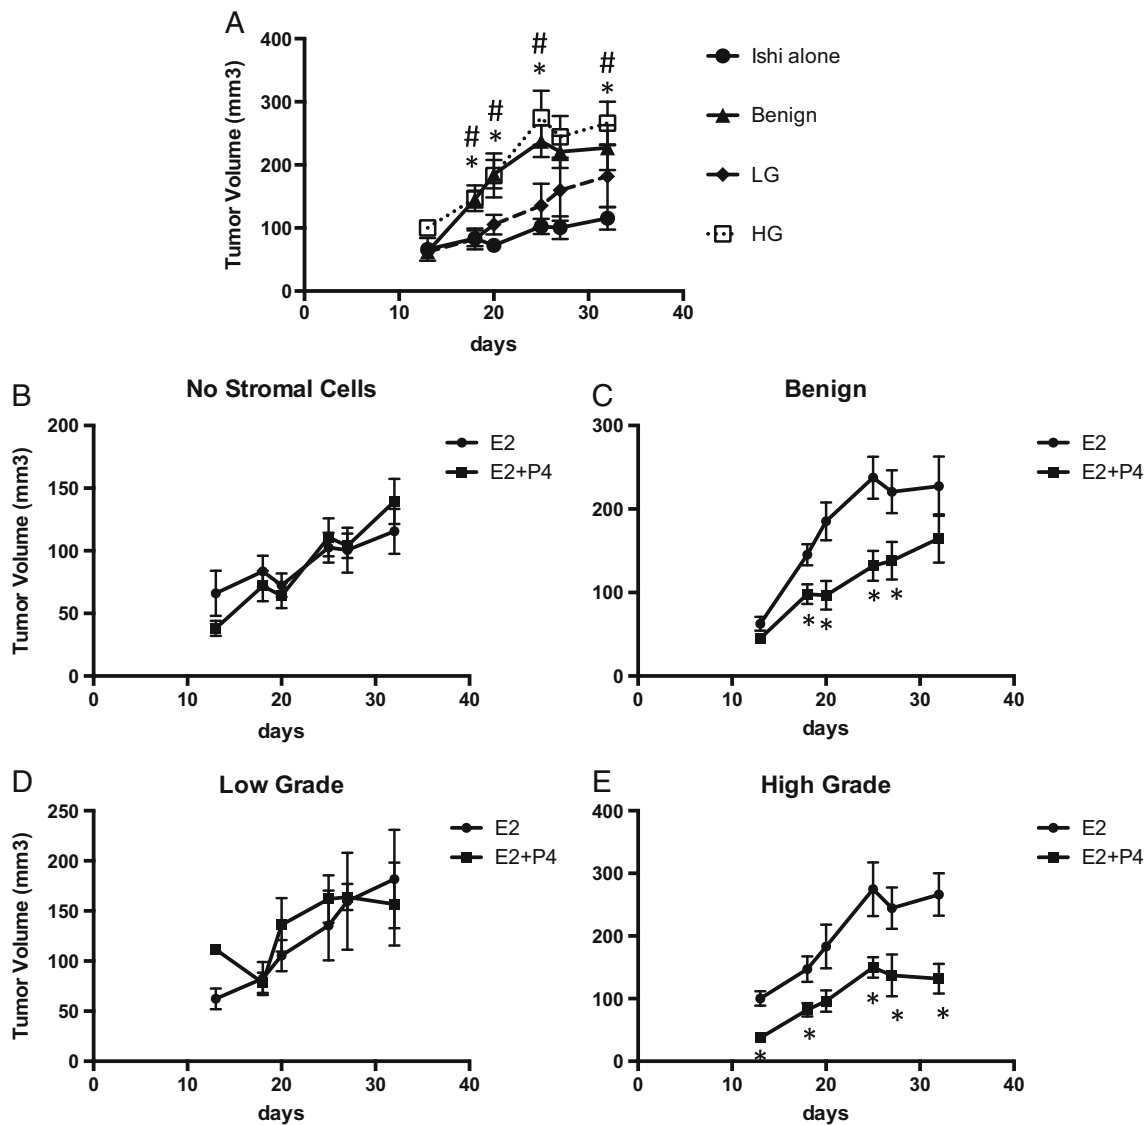 A
Tumor Volume (mm3)
400
300
200
100
0
0 10 20 30 40
days
# * # * # * # *
Ishi alone
Benign
LG
HG
B
No Stromal Cells
Tumor Volume (mm3)
200
150
100
50
0
0 10 20 30 40
days
E2
E2+P4
C
Benign
300
200
100
0
0 10 20 30 40
days
* * * *
E2
E2+P4
D
Low Grade
Tumor Volume (mm3)
250
200
150
100
50
0
0 10 20 30 40
days
E2
E2+P4
E
High Grade
400
300
200
100
0
0 10 20 30 40
days
* * * * *
E2
E2+P4